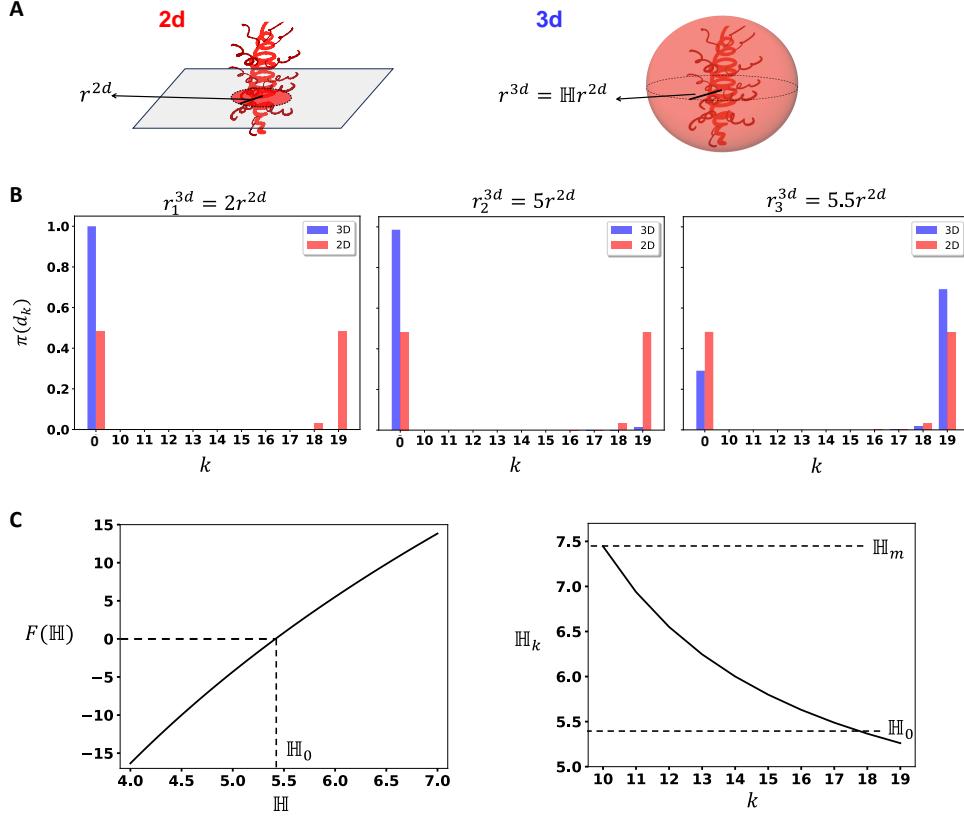 A
2d
3d
r^{2d}
r^{3d} = ℍr^{2d}
B
r_1^{3d} = 2r^{2d}
r_2^{3d} = 5r^{2d}
r_3^{3d} = 5.5r^{2d}
π(d_k)
1.0
0.8
0.6
0.4
0.2
0.0
3D
2D
3D
2D
3D
2D
0 10 11 12 13 14 15 16 17 18 19
0 10 11 12 13 14 15 16 17 18 19
0 10 11 12 13 14 15 16 17 18 19
k
k
k
C
F(ℍ)
15
10
5
0
−5
−10
−15
ℍ_0
4.0 4.5 5.0 5.5 6.0 6.5 7.0
ℍ
ℍ_k
7.5
7.0
6.5
6.0
5.5
5.0
ℍ_m
ℍ_0
10 11 12 13 14 15 16 17 18 19
k